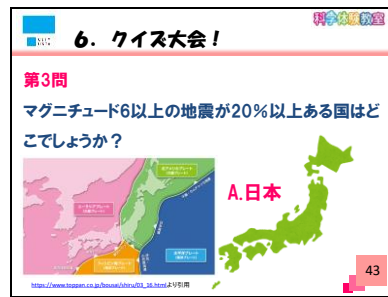 科学体験教室
6. クイズ大会!
第3問
マグニチュード6以上の地震が20%以上ある国はど
こでしょうか?
A.日本
https://www.toppan.co.jp/bousai/shiru/03_16.htmlより引用
43